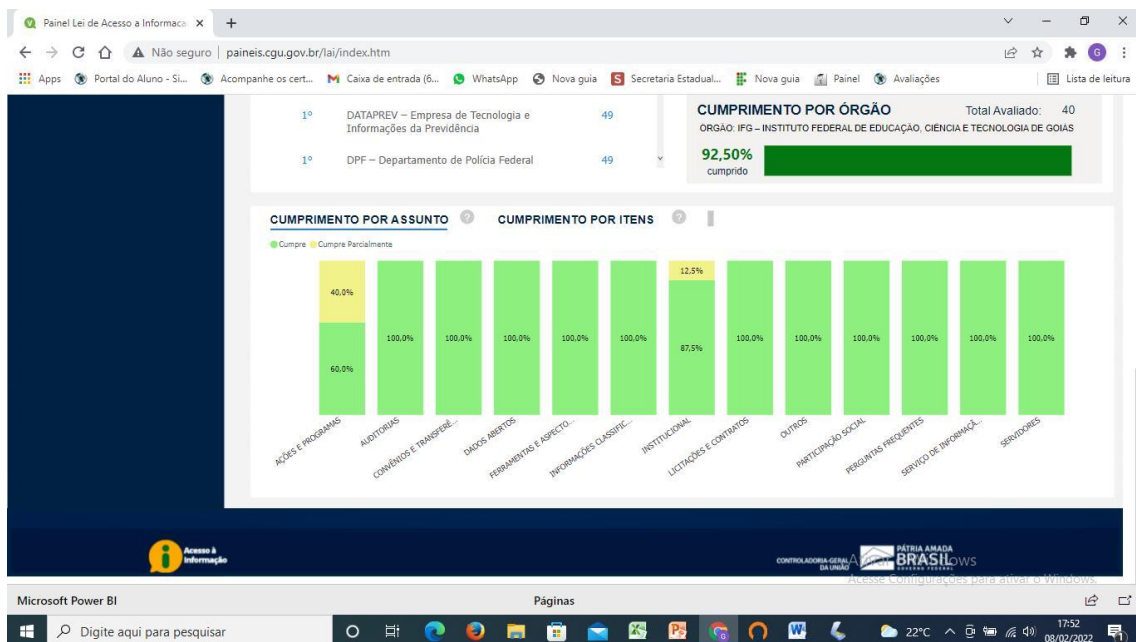 Painel Lei de Acesso a Informaca
Não seguro paineis.cgu.gov.br/lai/index.htm
G
Apps Portal do Aluno - Si... Acompanhe os cert... Caixa de entrada (6... WhatsApp Nova guia Secretaria Estadual... Nova guia Painel Avaliações Lista de leitura
1º DATAPREV – Empresa de Tecnologia e Informações da Previdência 49
1º DPF – Departamento de Polícia Federal 49
CUMPRIMENTO POR ÓRGÃO Total Avaliado: 40
ORGÃO: IFG – INSTITUTO FEDERAL DE EDUCAÇÃO, CIÊNCIA E TECNOLOGIA DE GOIÁS
92,50%
cumprido
CUMPRIMENTO POR ASSUNTO ? CUMPRIMENTO POR ITENS ?
Cumpre Cumpre Parcialmente
12,5%
40,0%
100,0% 100,0% 100,0% 100,0% 100,0% 87,5% 100,0% 100,0% 100,0% 100,0% 100,0% 100,0%
60,0%
AÇÕES E PROGRAMAS AUDITORIAS CONVÊNIOS E TRANSFERÊ... DADOS ABERTOS FERRAMENTAS E ASPECTO... INFORMAÇÕES CLASSIFIC... INSTITUCIONAL LICITAÇÕES E CONTRATOS OUTROS PARTICIPAÇÃO SOCIAL PERGUNTAS FREQUENTES SERVIÇO DE INFORMAÇÃ... SERVIDORES
Acesso à
Informação
CONTROLADORIA-GERAL
DA UNIÃO
PÁTRIA AMADA
BRASIL
GOVERNO FEDERAL
Acesse Configurações para ativar o Windows.
Microsoft Power BI Páginas
Digite aqui para pesquisar 22°C 17:52
08/02/2022